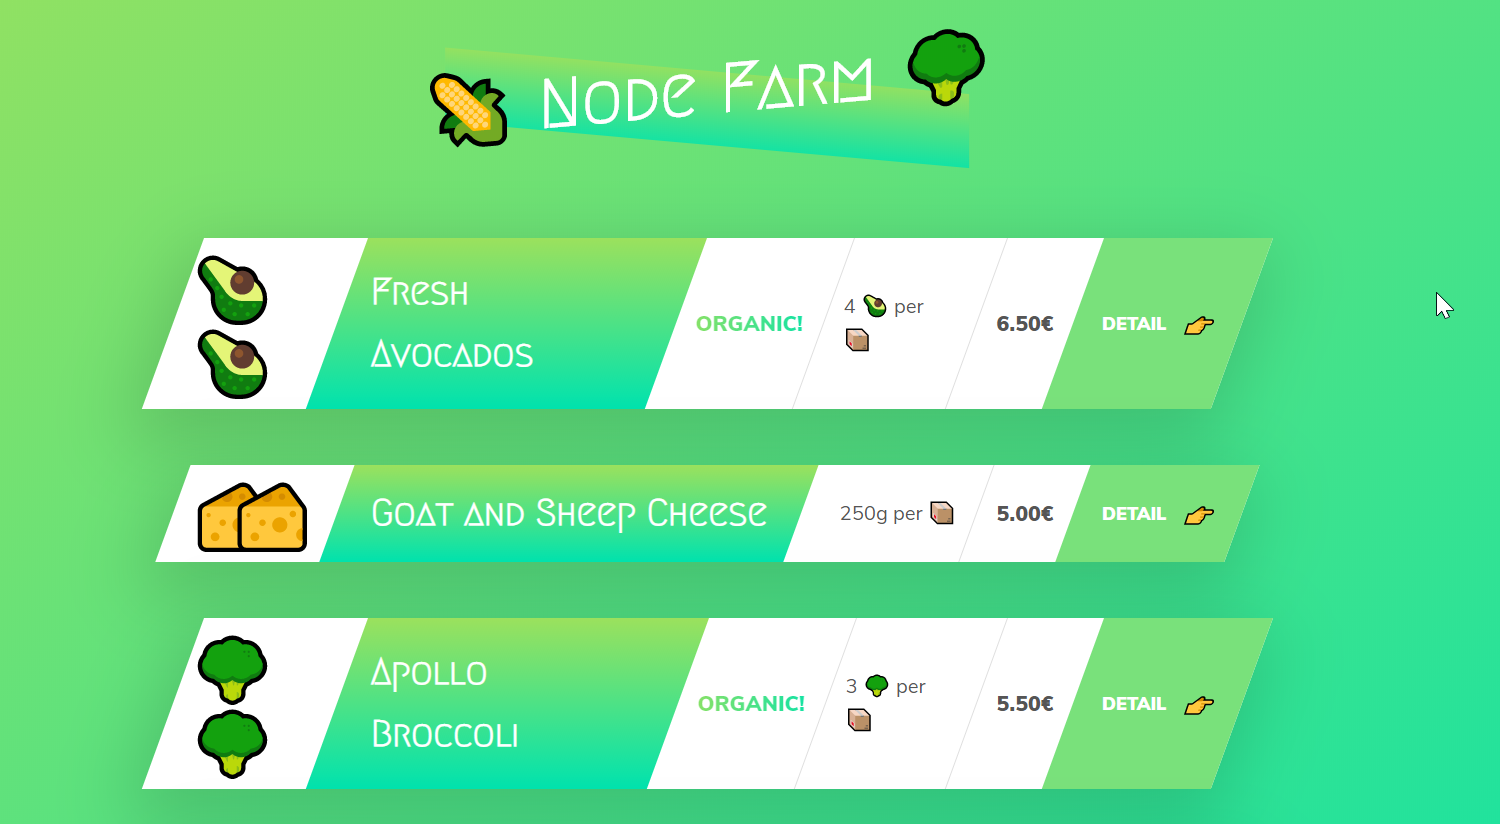 Node Farm
Fresh
Avocados
ORGANIC!
4 🥑 per
📦
6.50€
DETAIL 👉
Goat and Sheep Cheese
250g per 📦
5.00€
DETAIL 👉
Apollo
Broccoli
ORGANIC!
3 🥦 per
📦
5.50€
DETAIL 👉